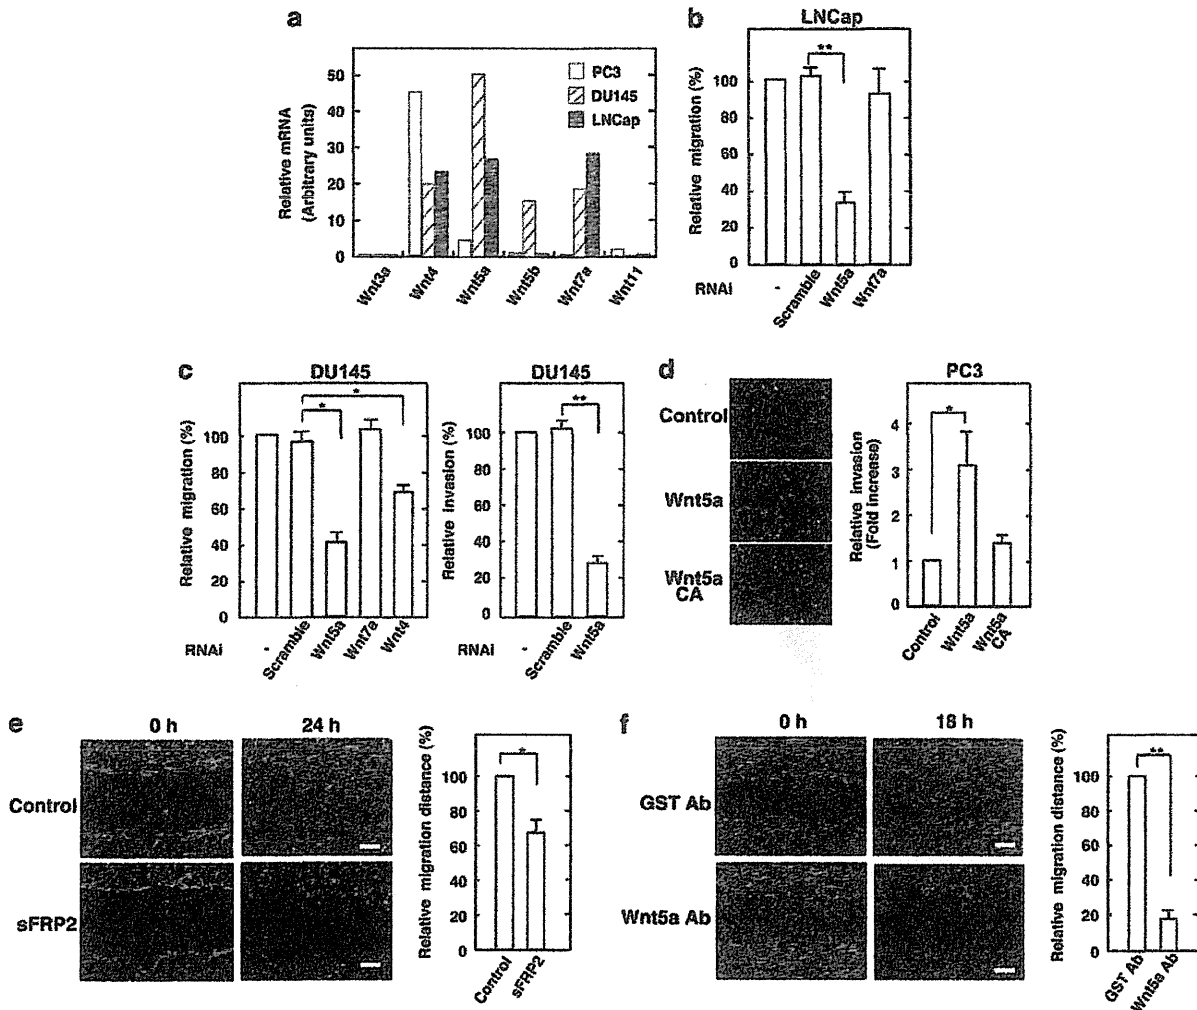 a
Relative mRNA
(Arbitrary units)
50
40
30
20
10
0
PC3
DU145
LNCap
Wnt3a
Wnt4
Wnt5a
Wnt5b
Wnt7a
Wnt11
b
LNCap
Relative migration (%)
100
80
60
40
20
0
**
RNAi
-
Scramble
Wnt5a
Wnt7a
c
DU145
Relative migration (%)
100
80
60
40
20
0
*
*
RNAi
-
Scramble
Wnt5a
Wnt7a
Wnt4
DU145
Relative invasion (%)
100
80
60
40
20
0
**
RNAi
-
Scramble
Wnt5a
d
Control
Wnt5a
Wnt5a
CA
PC3
Relative invasion
(Fold increase)
4
3
2
1
0
*
Control
Wnt5a
Wnt5a
CA
e
0 h
24 h
Control
sFRP2
Relative migration distance (%)
100
80
60
40
20
0
*
Control
sFRP2
f
0 h
18 h
GST Ab
Wnt5a Ab
Relative migration distance (%)
100
80
60
40
20
0
**
GST Ab
Wnt5a Ab